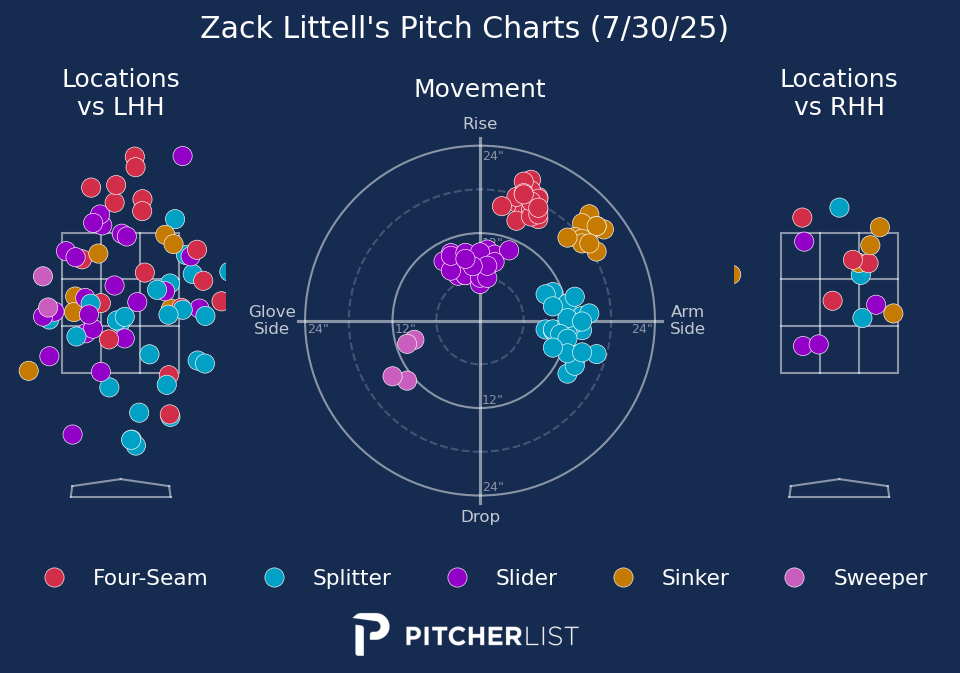 Zack Littell's Pitch Charts (7/30/25)
Locations
vs LHH
Movement
Locations
vs RHH
Rise
24"
12"
Glove
Side
24"
12"
24"
Arm
Side
12"
24"
Drop
Four-Seam
Splitter
Slider
Sinker
Sweeper
PITCHERLIST